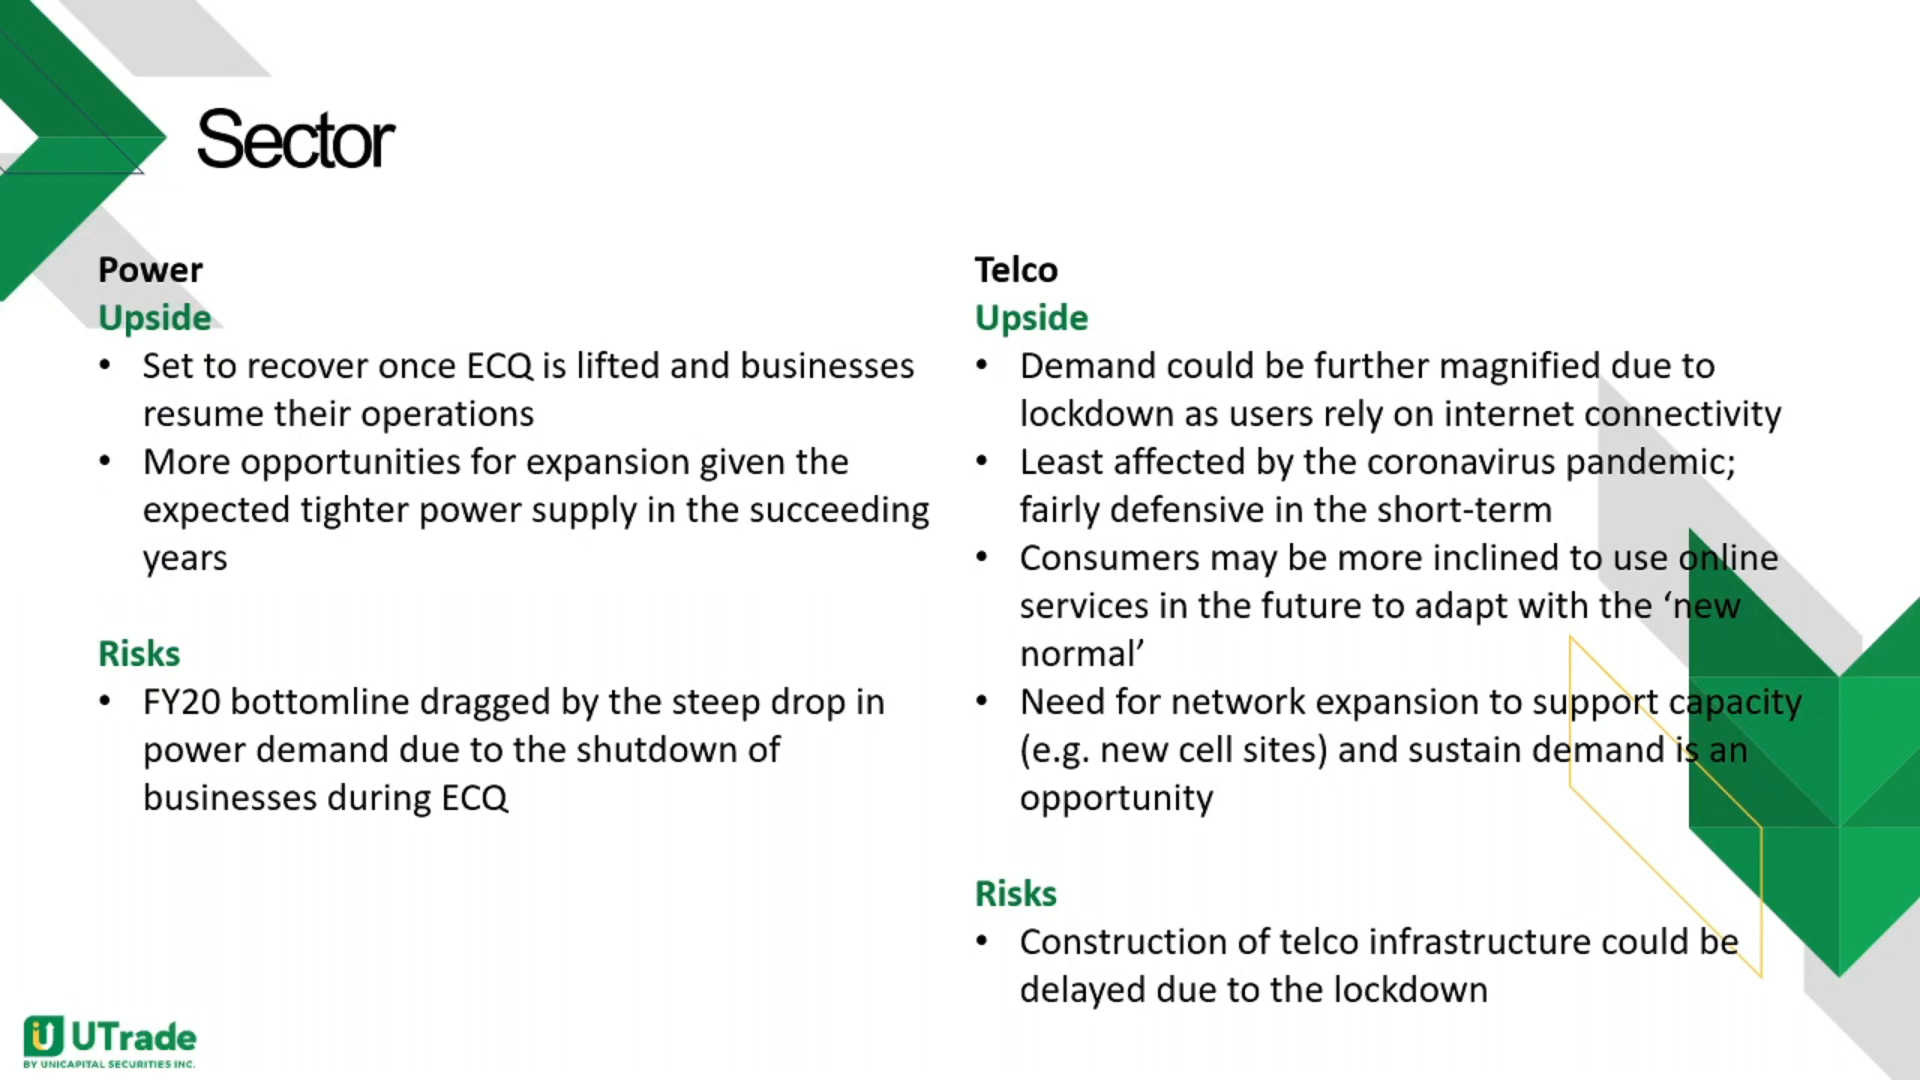 Sector
Power
Upside
• Set to recover once ECQ is lifted and businesses
resume their operations
• More opportunities for expansion given the
expected tighter power supply in the succeeding
years
Risks
• FY20 bottomline dragged by the steep drop in
power demand due to the shutdown of
businesses during ECQ
Telco
Upside
• Demand could be further magnified due to
lockdown as users rely on internet connectivity
• Least affected by the coronavirus pandemic;
fairly defensive in the short-term
• Consumers may be more inclined to use online
services in the future to adapt with the ‘new
normal’
• Need for network expansion to support capacity
(e.g. new cell sites) and sustain demand is an
opportunity
Risks
• Construction of telco infrastructure could be
delayed due to the lockdown
UTrade
BY UNICAPITAL SECURITIES INC.